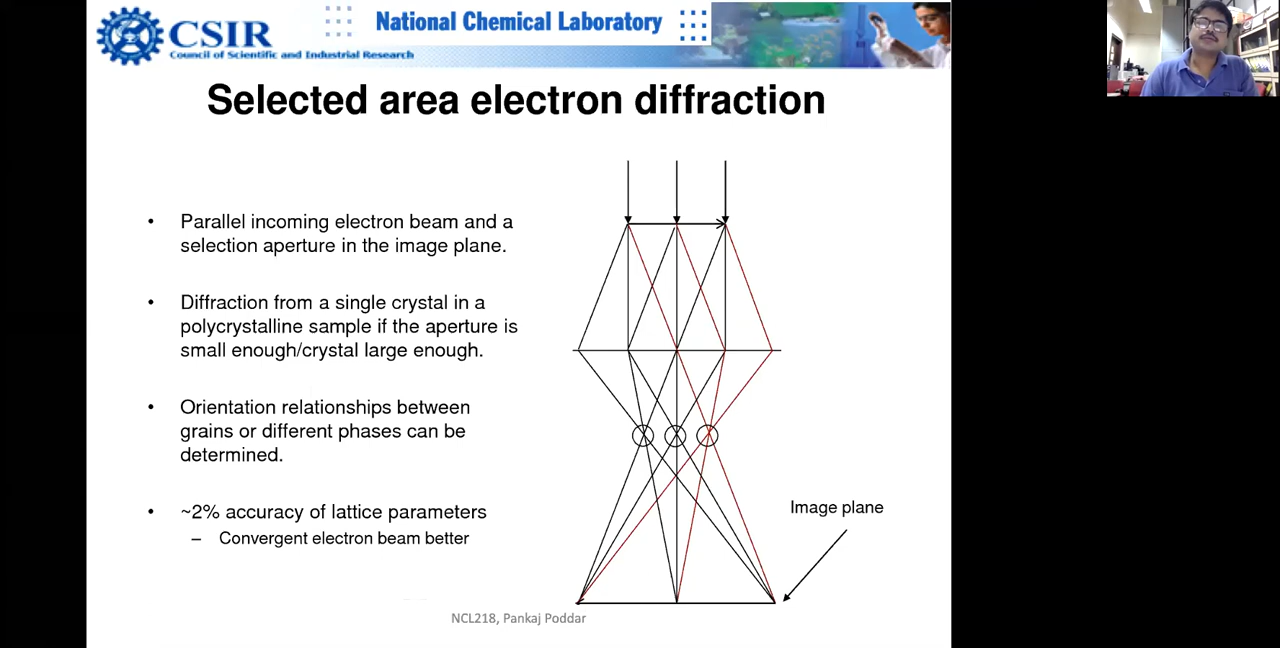 CSIR
Council of Scientific and Industrial Research
National Chemical Laboratory
Selected area electron diffraction
• Parallel incoming electron beam and a
selection aperture in the image plane.
• Diffraction from a single crystal in a
polycrystalline sample if the aperture is
small enough/crystal large enough.
• Orientation relationships between
grains or different phases can be
determined.
• ~2% accuracy of lattice parameters
– Convergent electron beam better
Image plane
NCL218, Pankaj Poddar